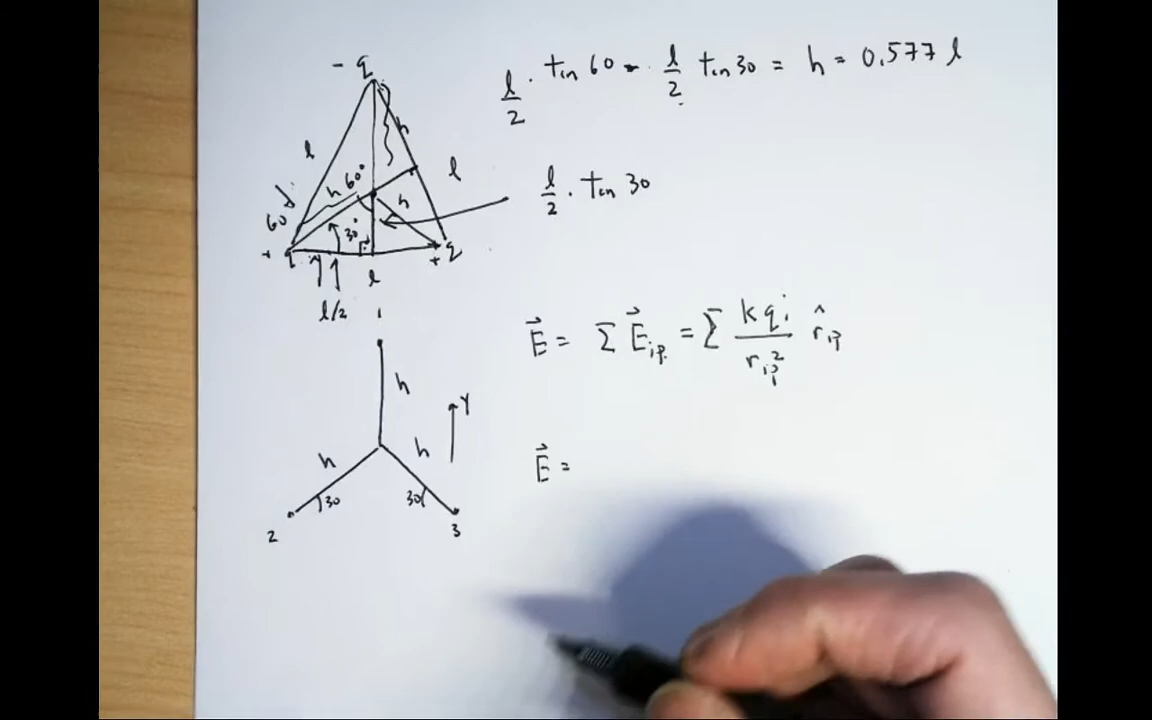 - q
l/2 · tan 60 - l/2 tan 30 = h = 0.577 l
h
l
l
60
h 60°
h
l/2 · tan 30
30°
+ q
+ q
l
l/2
1
E⃗ = Σ E⃗ip = Σ kqi/rip² r̂ip
h
Y
h
h
E⃗ =
30
30
2
3